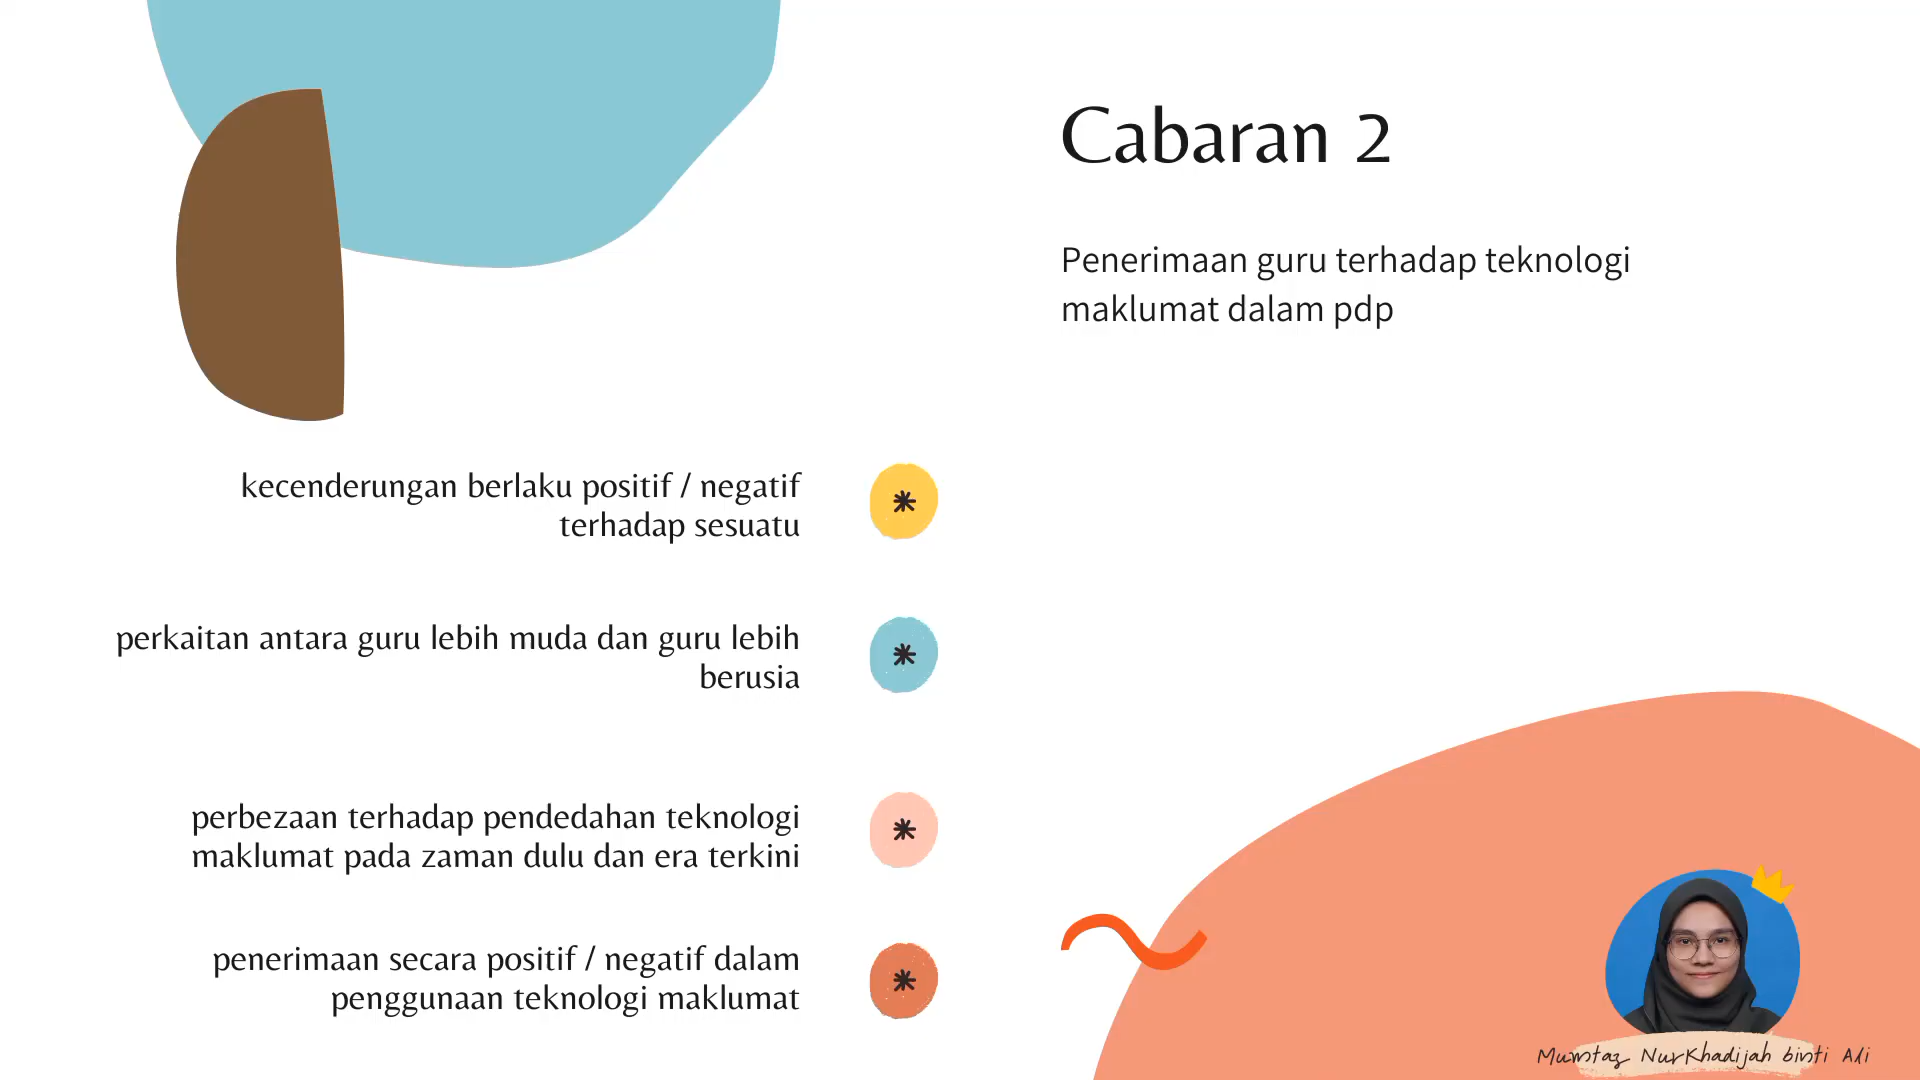 Cabaran 2
Penerimaan guru terhadap teknologi
maklumat dalam pdp
kecenderungan berlaku positif / negatif
terhadap sesuatu
perkaitan antara guru lebih muda dan guru lebih
berusia
perbezaan terhadap pendedahan teknologi
maklumat pada zaman dulu dan era terkini
penerimaan secara positif / negatif dalam
penggunaan teknologi maklumat
Mumtaz NurKhadijah binti Ali